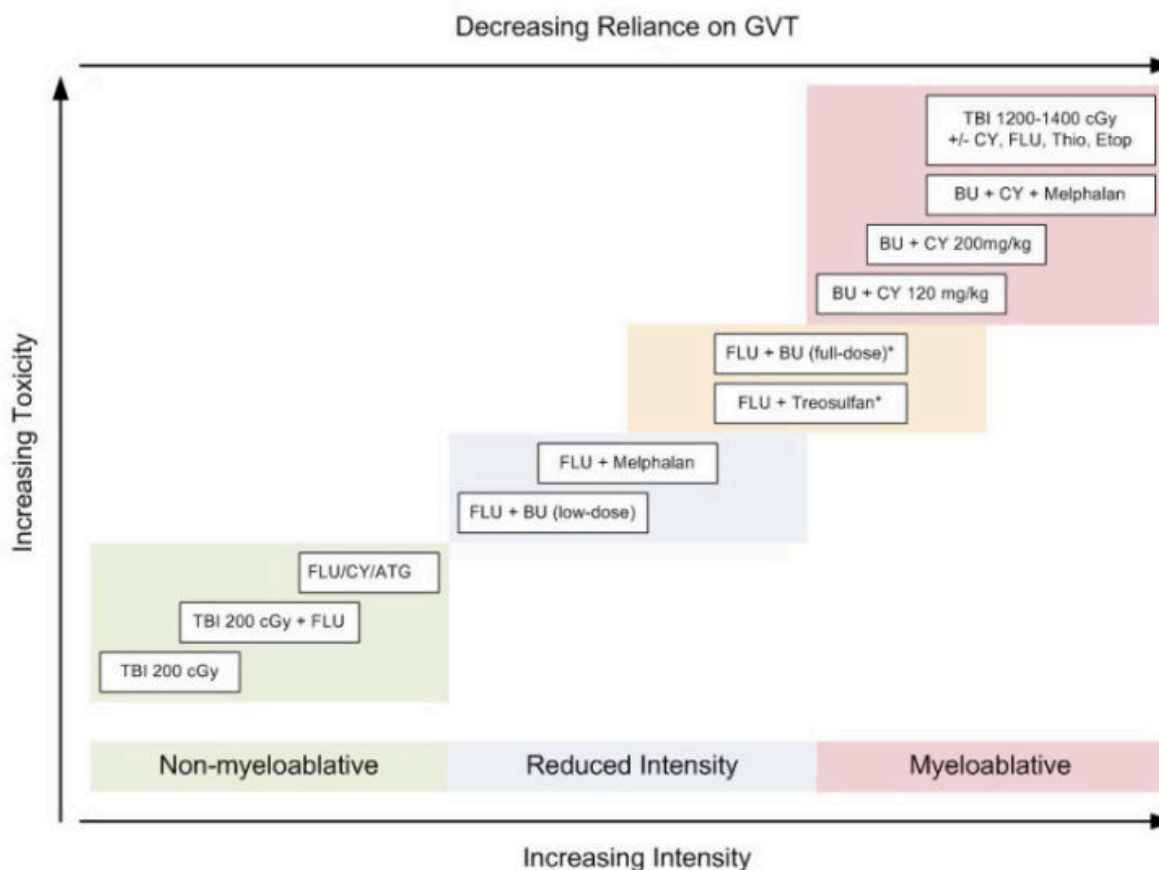 Decreasing Reliance on GVT
TBI 1200-1400 cGy
+/- CY, FLU, Thio, Etop
BU + CY + Melphalan
BU + CY 200mg/kg
BU + CY 120 mg/kg
FLU + BU (full-dose)*
FLU + Treosulfan*
FLU + Melphalan
FLU + BU (low-dose)
FLU/CY/ATG
TBI 200 cGy + FLU
TBI 200 cGy
Increasing Toxicity
Non-myeloablative
Reduced Intensity
Myeloablative
Increasing Intensity